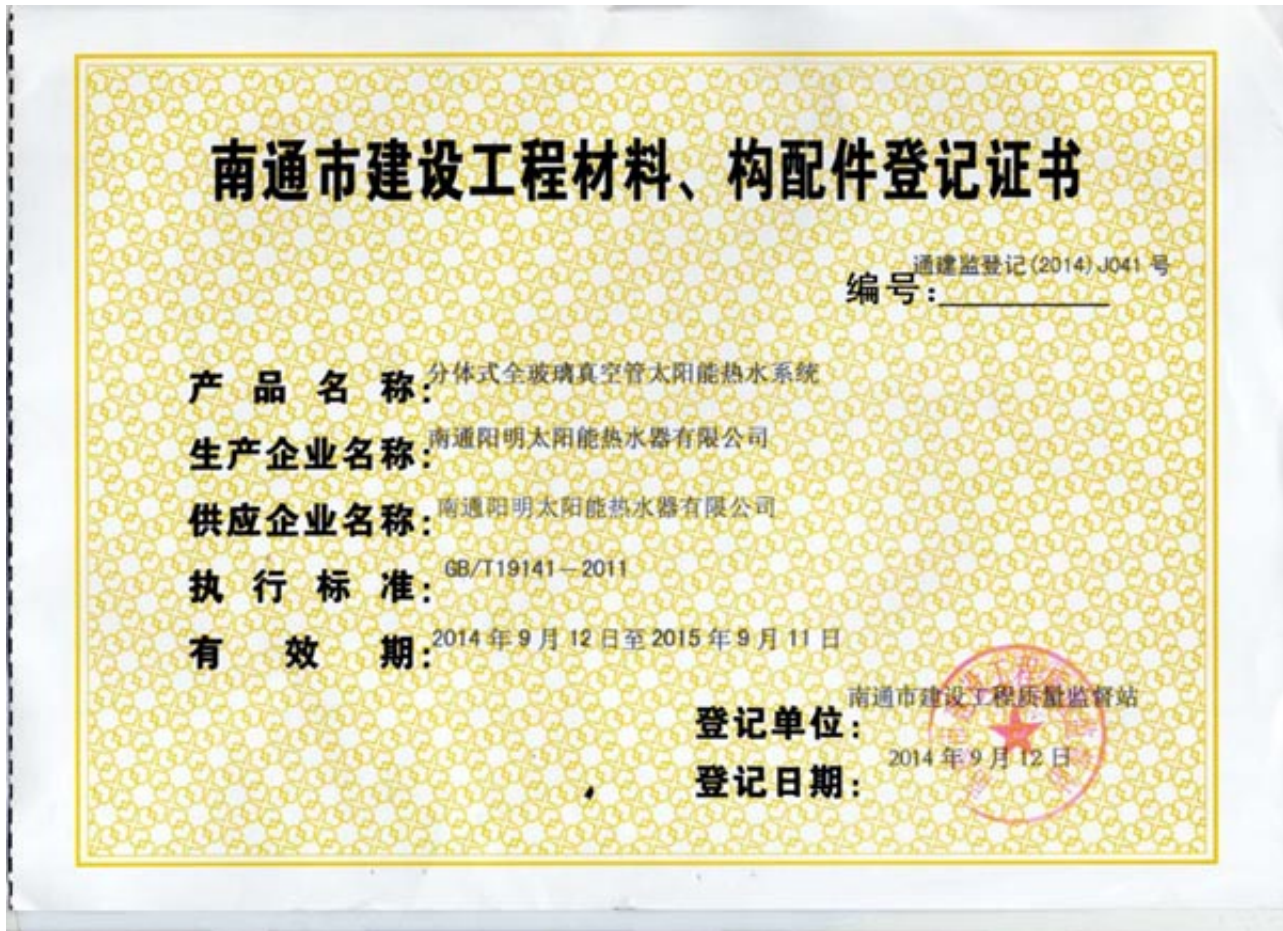 南通市建设工程材料、构配件登记证书
编号:通建监登记(2014)J041 号
产品名称:分体式全玻璃真空管太阳能热水系统
生产企业名称:南通阳明太阳能热水器有限公司
供应企业名称:南通阳明太阳能热水器有限公司
执行标准:GB/T19141—2011
有效期:2014 年 9 月 12 日至 2015 年 9 月 11 日
登记单位:南通市建设工程质量监督站
登记日期:2014 年 9 月 12 日